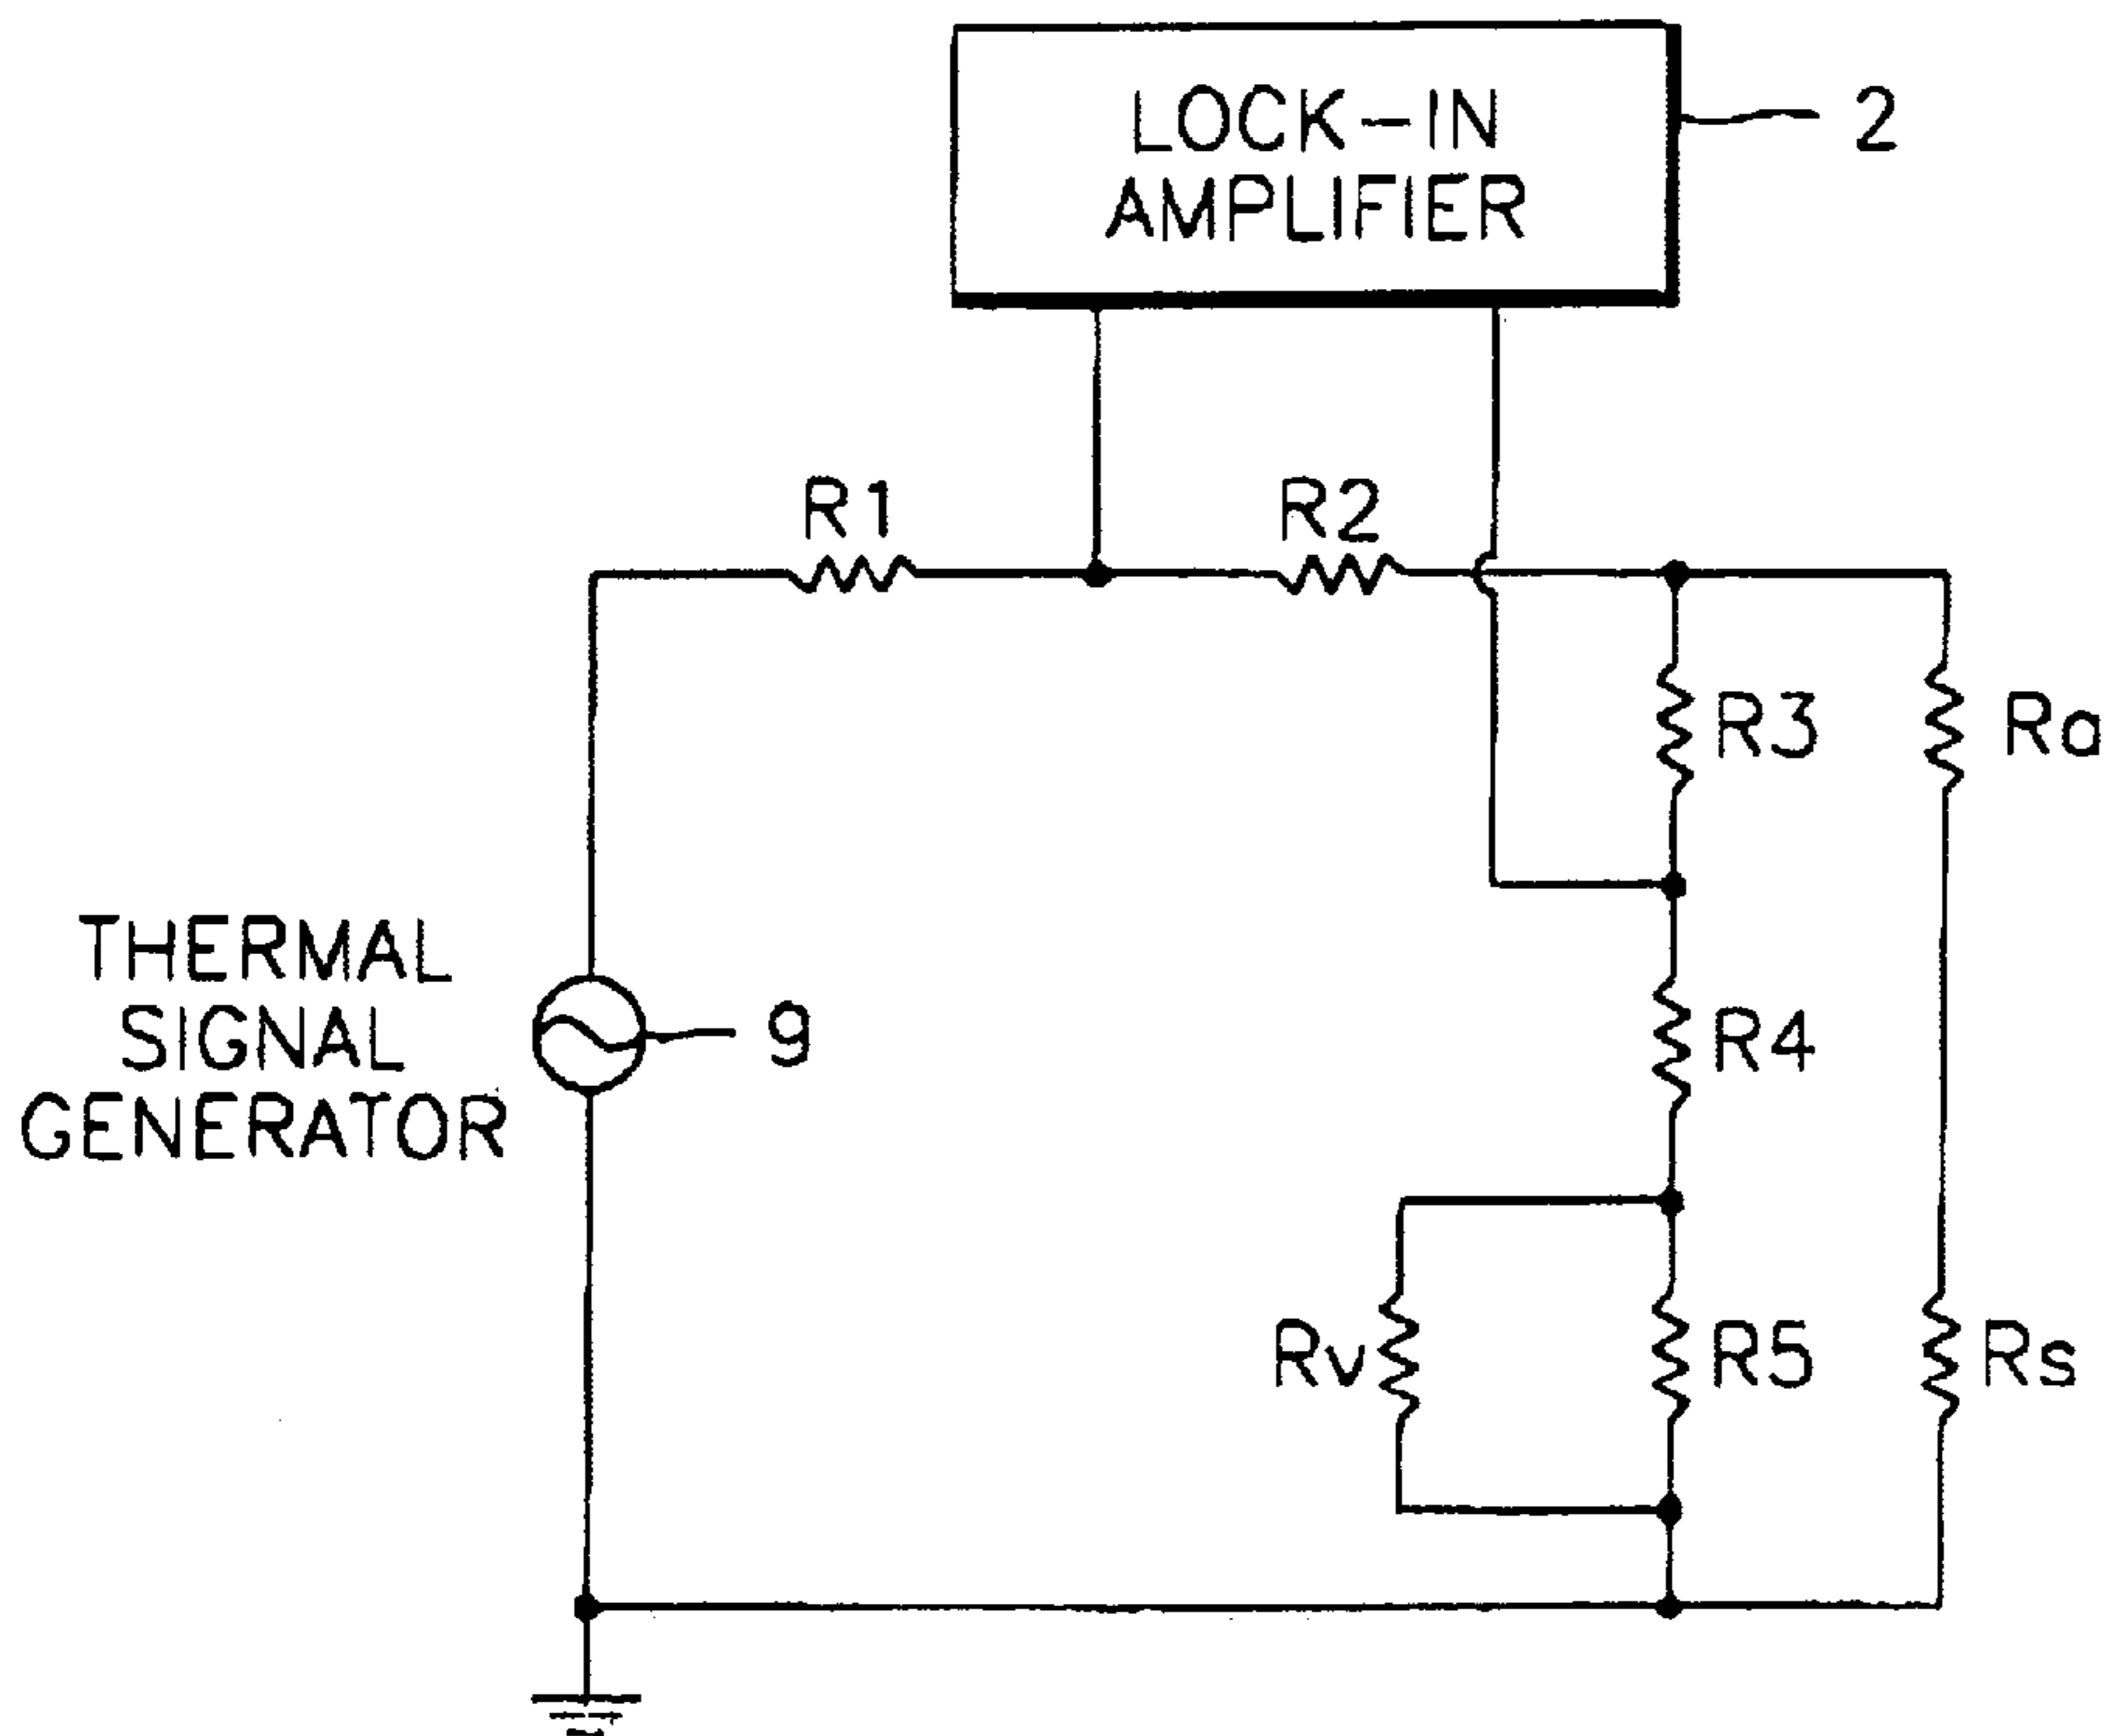 LOCK-IN
AMPLIFIER
2
R1
R2
R3
Ra
THERMAL
SIGNAL
GENERATOR
9
R4
Rv
R5
Rs